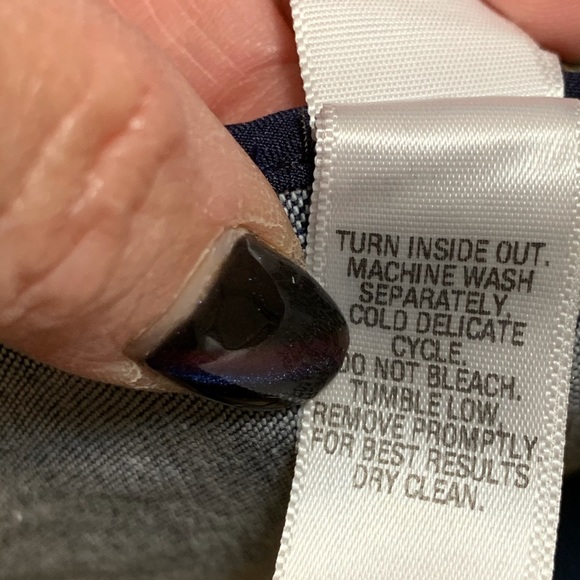 TURN INSIDE OUT.
MACHINE WASH
SEPARATELY.
COLD DELICATE
CYCLE.
DO NOT BLEACH.
TUMBLE LOW.
REMOVE PROMPTLY.
FOR BEST RESULTS
DRY CLEAN.